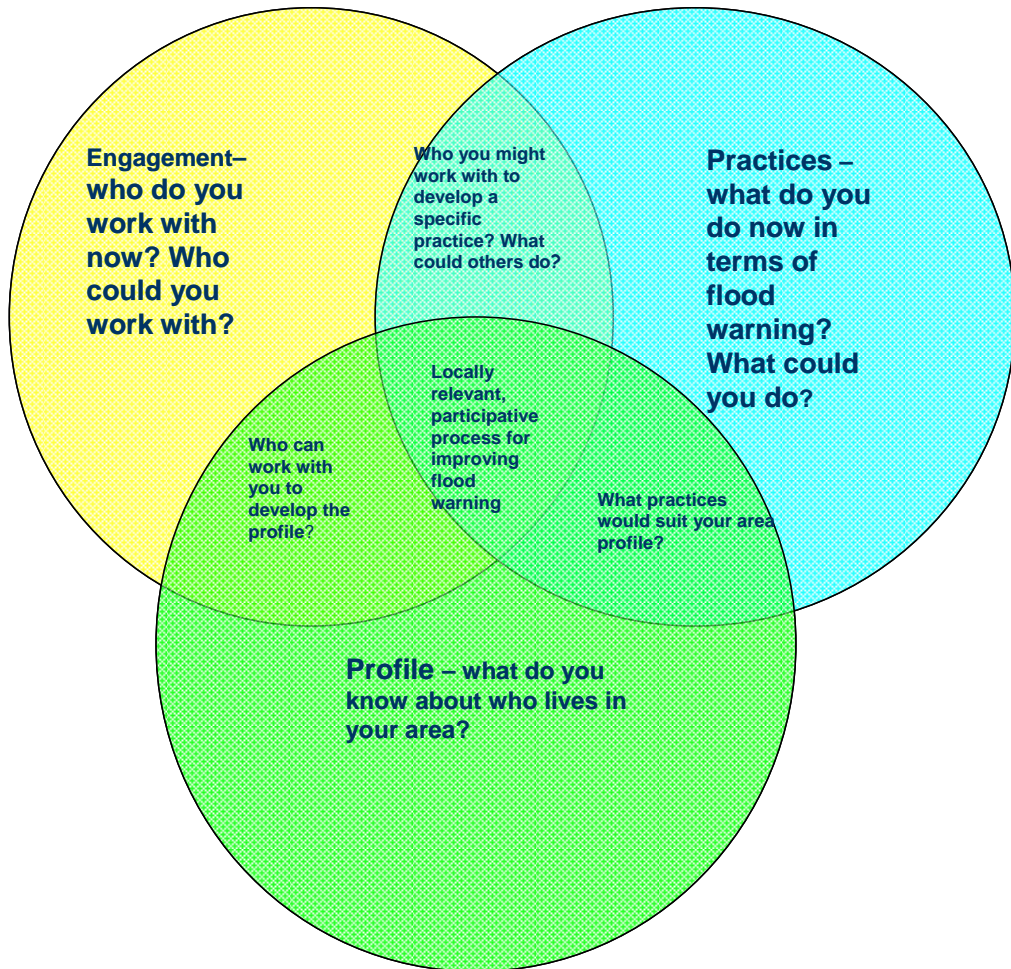 Engagement–
who do you
work with
now? Who
could you
work with?
Who you might
work with to
develop a
specific
practice? What
could others do?
Practices –
what do you
do now in
terms of
flood
warning?
What could
you do?
Who can
work with
you to
develop the
profile?
Locally
relevant,
participative
process for
improving
flood
warning
What practices
would suit your area
profile?
Profile – what do you
know about who lives in
your area?